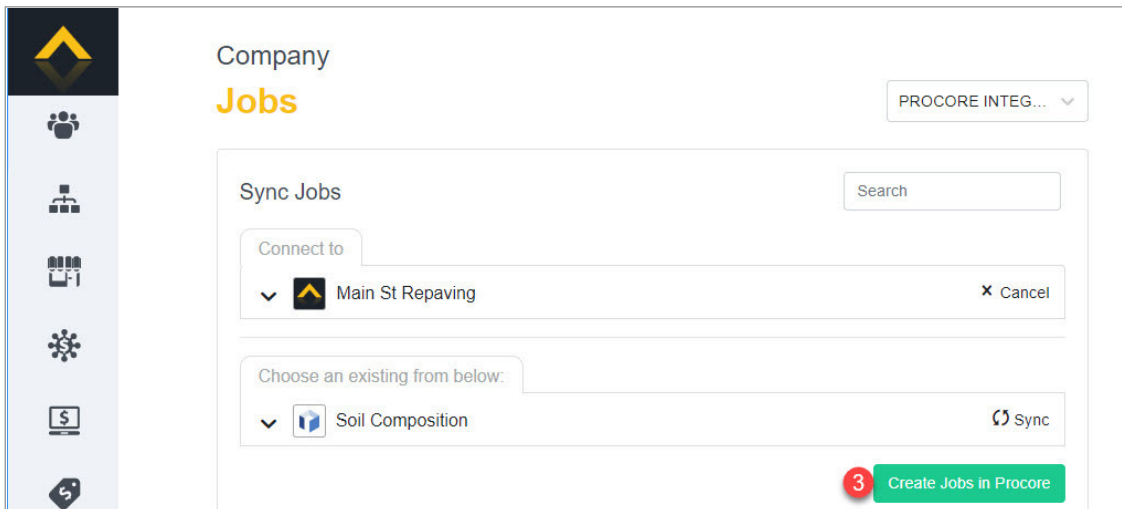 Company
Jobs
PROCORE INTEG...
Sync Jobs
Search
Connect to
Main St Repaving
× Cancel
Choose an existing from below:
Soil Composition
Sync
3
Create Jobs in Procore